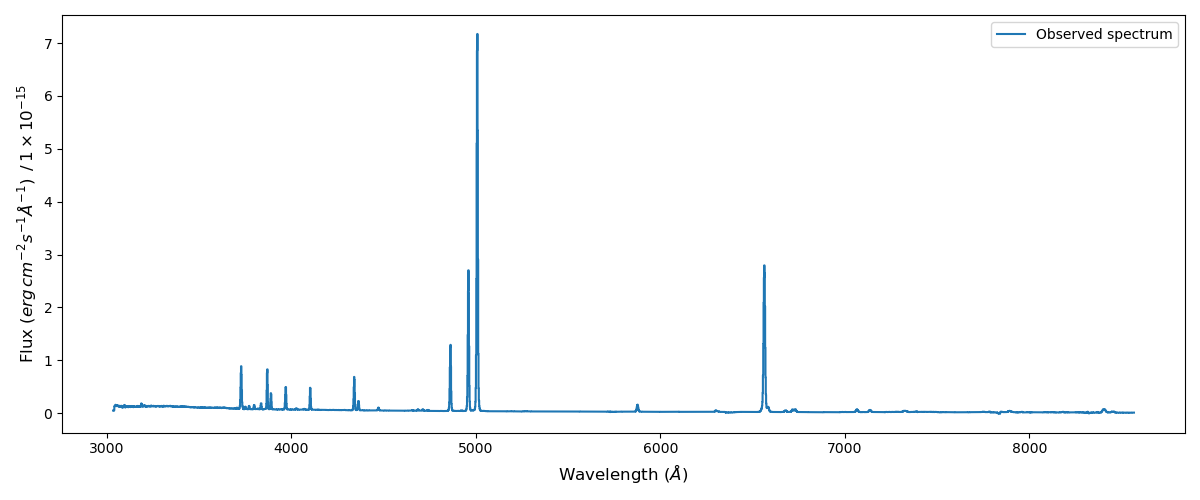 Observed spectrum
Flux (erg cm⁻² s⁻¹ Å⁻¹) / 1 × 10⁻¹⁵
7
6
5
4
3
2
1
0
3000 4000 5000 6000 7000 8000
Wavelength (Å)